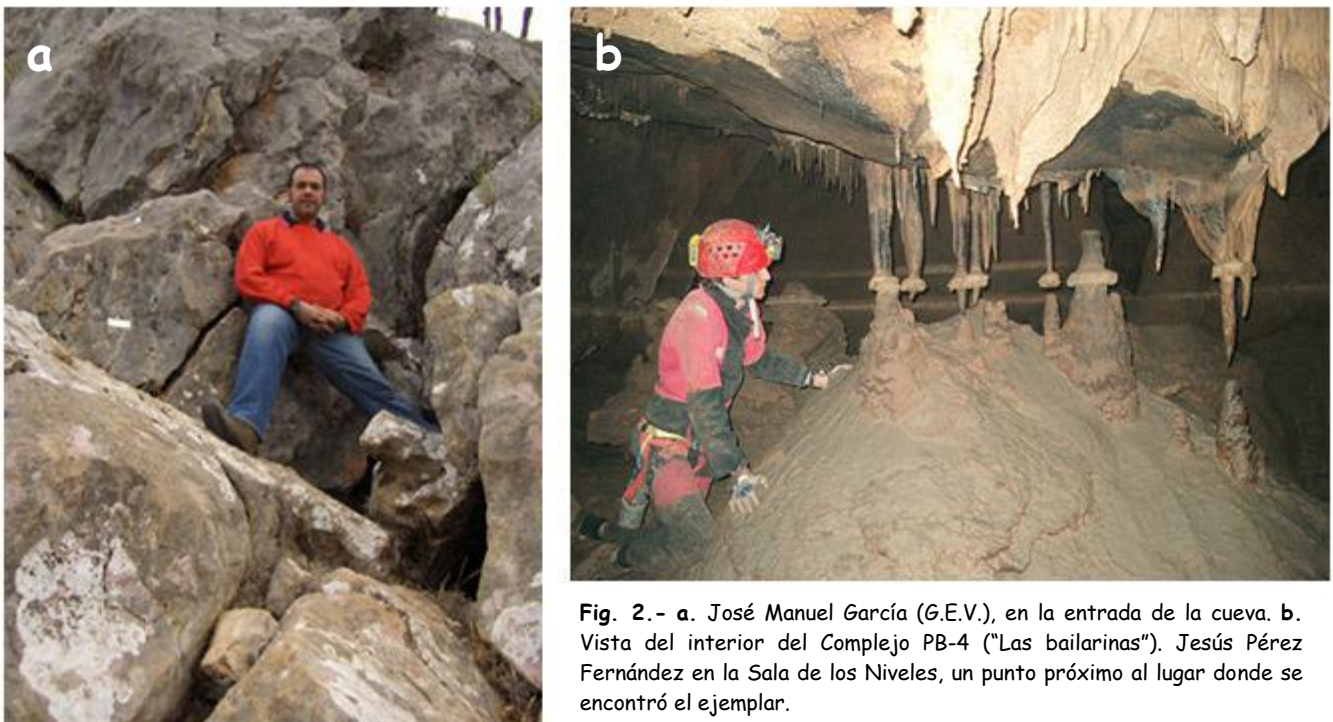 a
b
Fig. 2.- a. José Manuel García (G.E.V.), en la entrada de la cueva. b.
Vista del interior del Complejo PB-4 ("Las bailarinas"). Jesús Pérez
Fernández en la Sala de los Niveles, un punto próximo al lugar donde se
encontró el ejemplar.